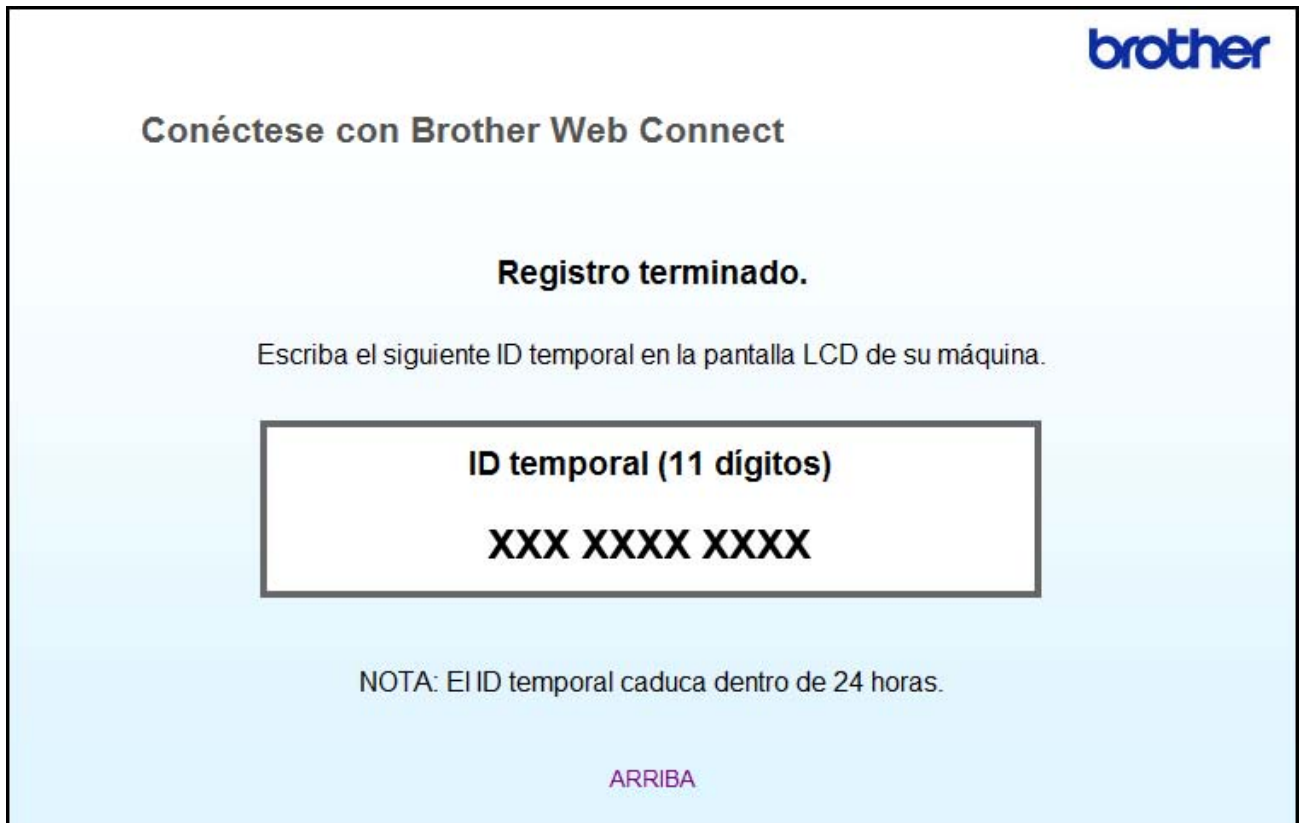 brother
Conéctese con Brother Web Connect
Registro terminado.
Escriba el siguiente ID temporal en la pantalla LCD de su máquina.
ID temporal (11 dígitos)
XXX XXXX XXXX
NOTA: El ID temporal caduca dentro de 24 horas.
ARRIBA